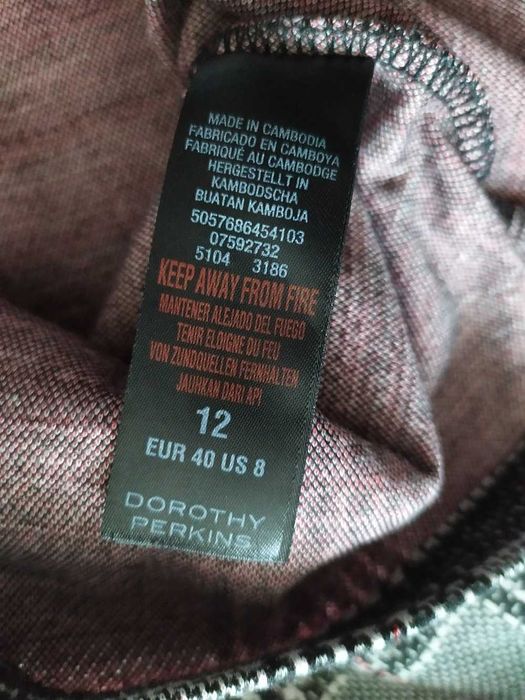 MADE IN CAMBODIA
FABRICADO EN CAMBOYA
FABRIQUÉ AU CAMBODGE
HERGESTELLT IN
KAMBODSCHA
BUATAN KAMBOJA
5057686454103
07592732
5104 3186
KEEP AWAY FROM FIRE
MANTENER ALEJADO DEL FUEGO
TENIR ELOIGNE DU FEU
VON ZUNDQUELLEN FERNHALTEN
JAUHKAN DARI API
12
EUR 40 US 8
DOROTHY
PERKINS